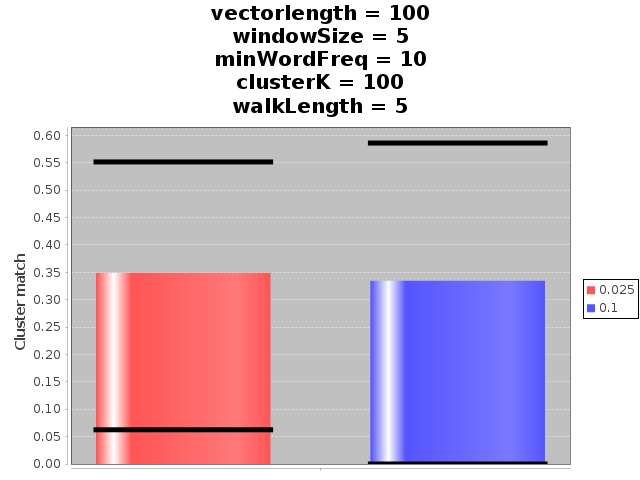 vectorlength = 100
windowSize = 5
minWordFreq = 10
clusterK = 100
walkLength = 5
0.60
0.55
0.50
0.45
0.40
0.35
0.30
0.25
0.20
0.15
0.10
0.05
0.00
Cluster match
0.025
0.1